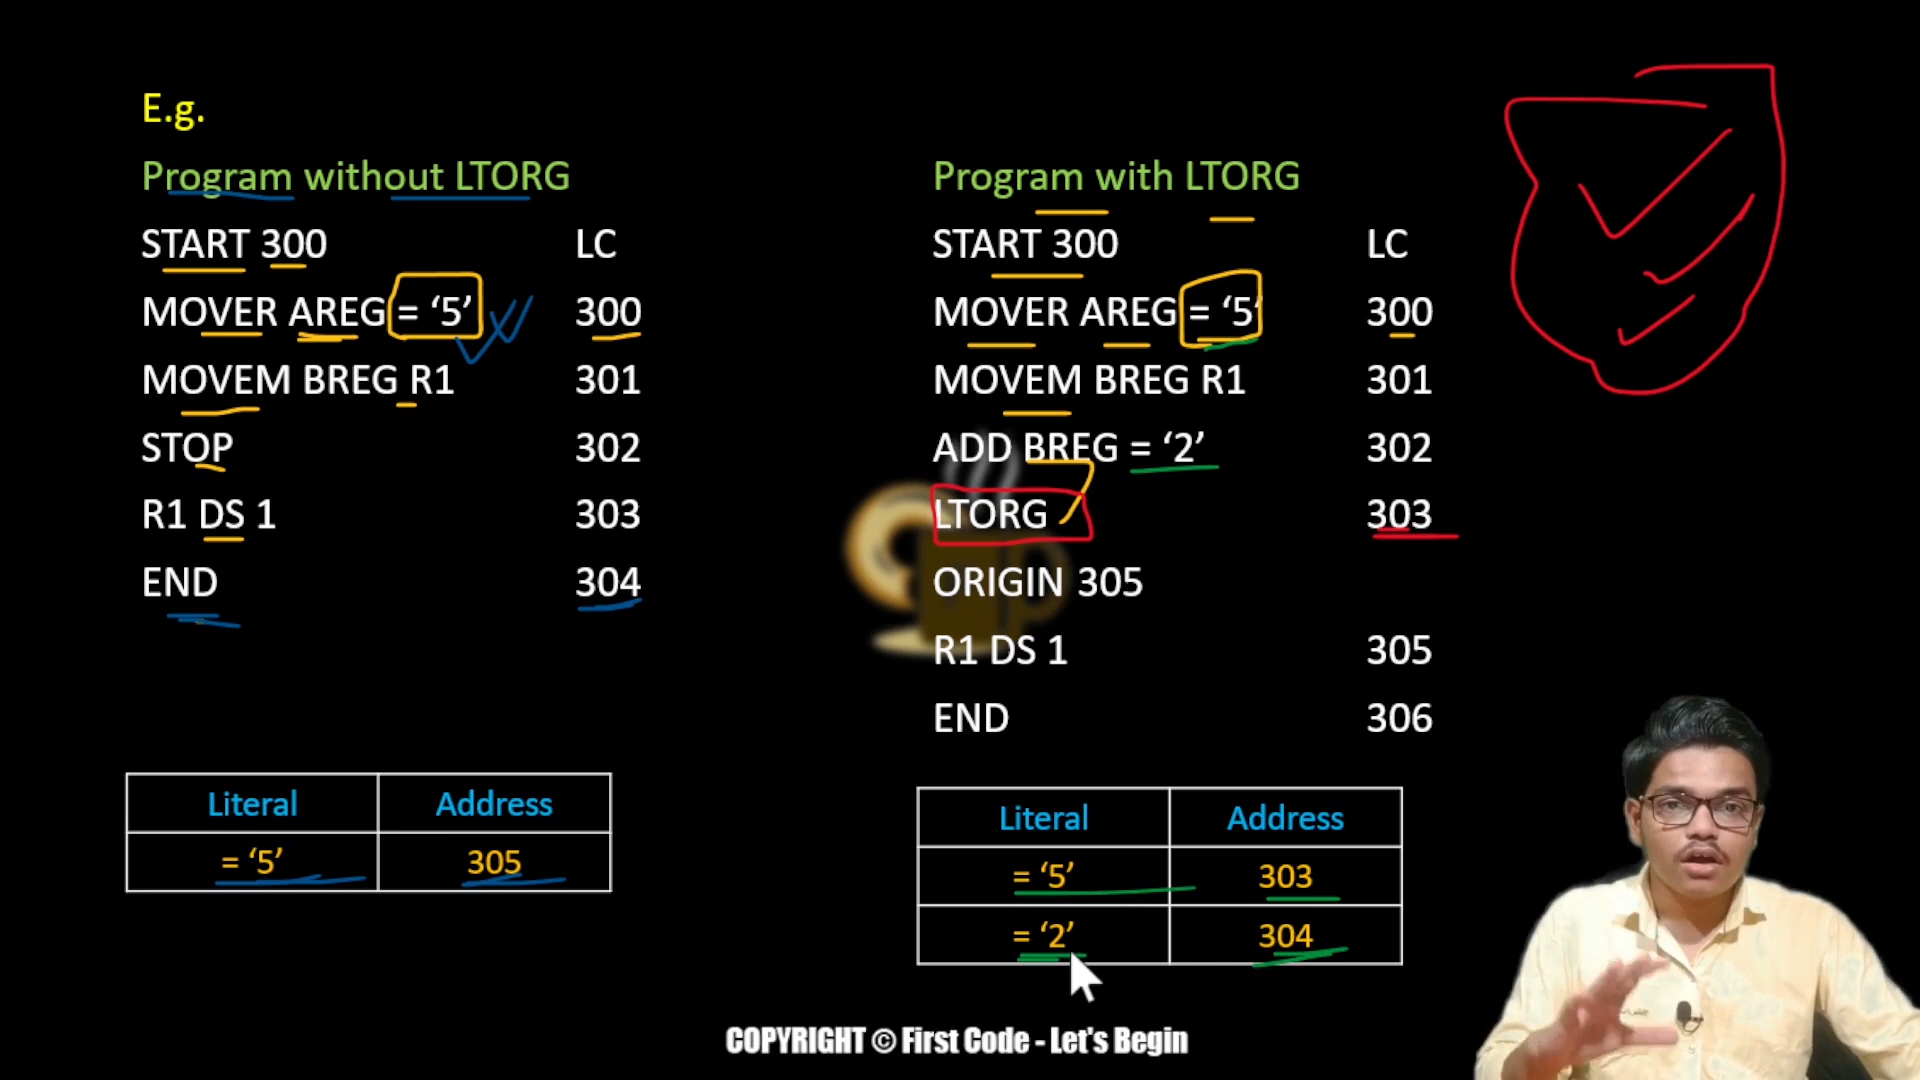 E.g.
Program without LTORG
START 300 LC
MOVER AREG = ‘5’ 300
MOVEM BREG R1 301
STOP 302
R1 DS 1 303
END 304
Literal Address
= ‘5’ 305
Program with LTORG
START 300 LC
MOVER AREG = ‘5’ 300
MOVEM BREG R1 301
ADD BREG = ‘2’ 302
LTORG 303
ORIGIN 305
R1 DS 1 305
END 306
Literal Address
= ‘5’ 303
= ‘2’ 304
COPYRIGHT © First Code - Let's Begin